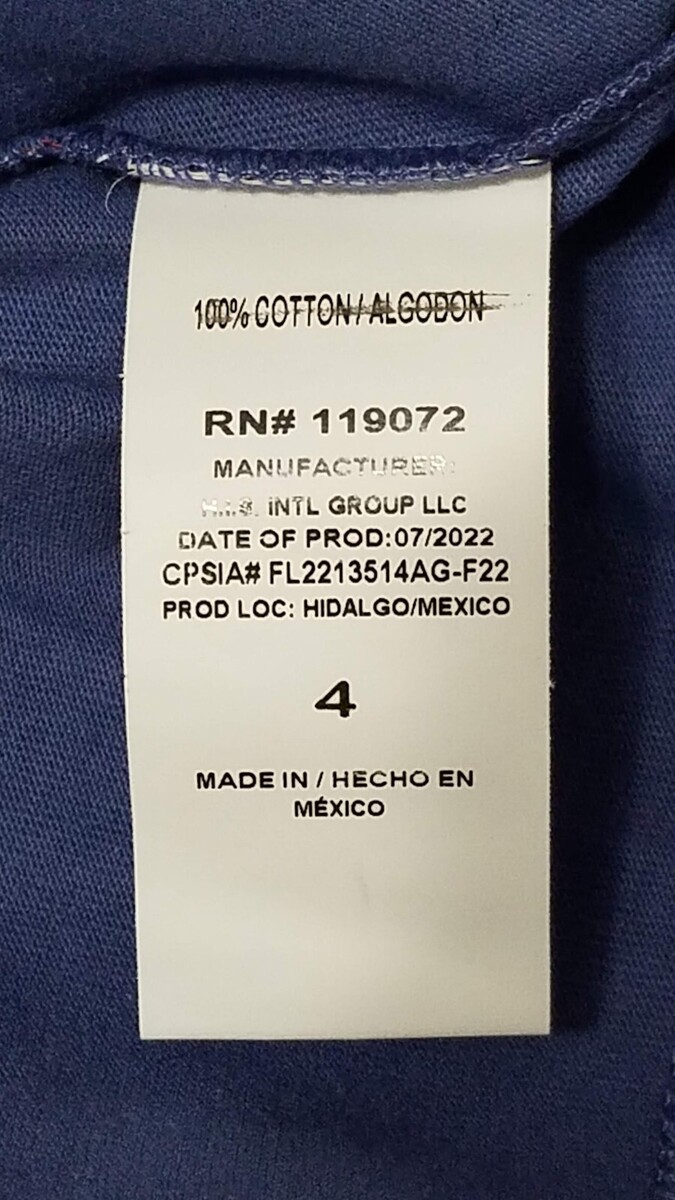 100% COTTON / ALGODON
RN# 119072
MANUFACTURER:
INTL GROUP LLC
DATE OF PROD:07/2022
CPSIA# FL2213514AG-F22
PROD LOC: HIDALGO/MEXICO
4
MADE IN / HECHO EN
MÉXICO